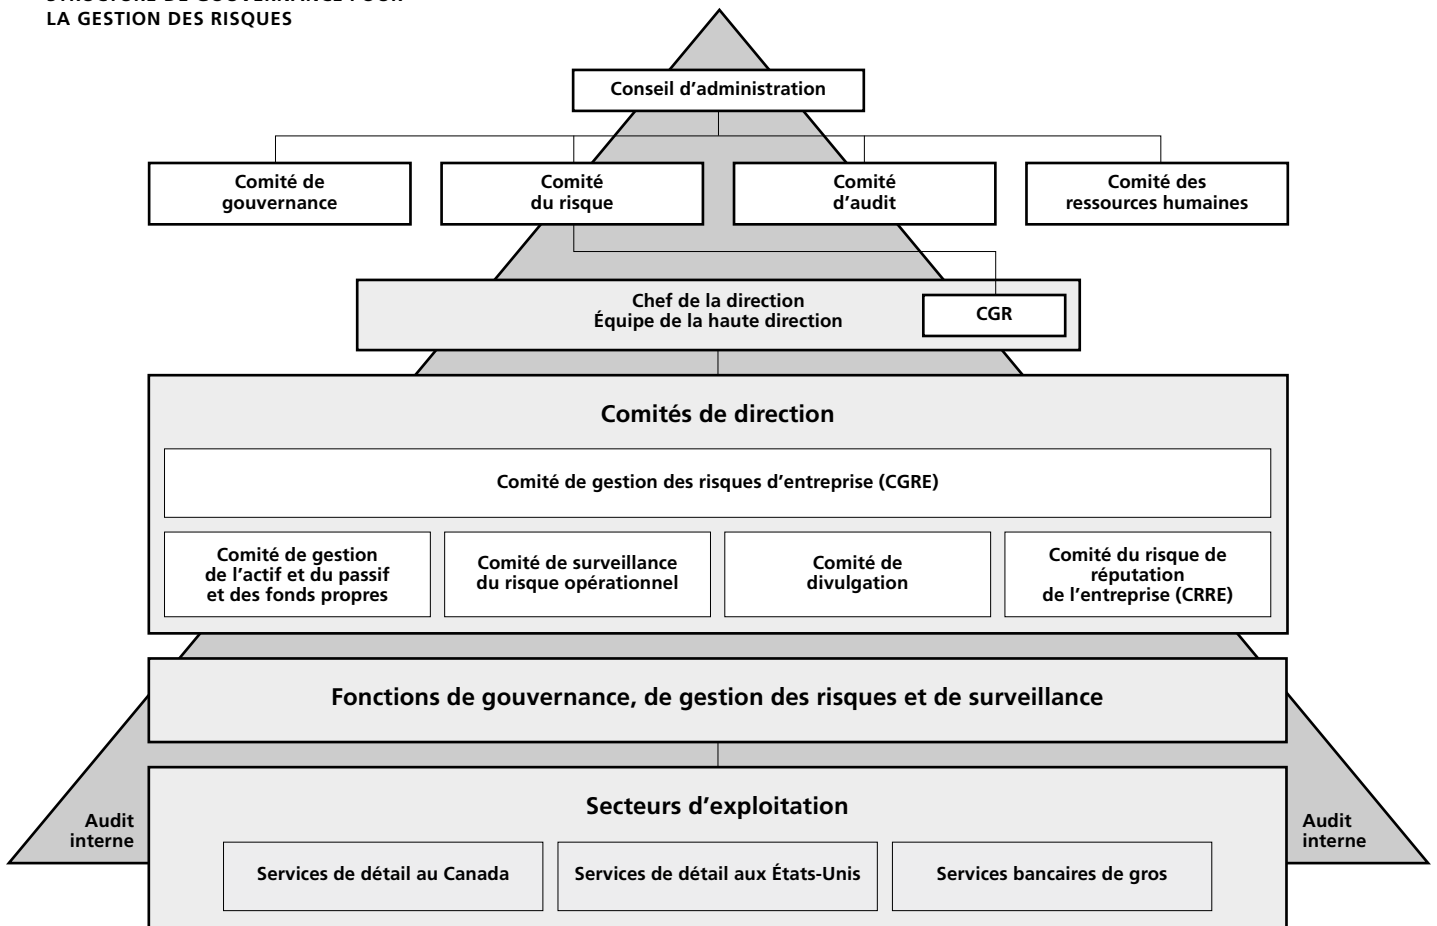 STRUCTURE DE GOUVERNANCE POUR
LA GESTION DES RISQUES
Conseil d’administration
Comité de
gouvernance
Comité
du risque
Comité
d’audit
Comité des
ressources humaines
Chef de la direction
Équipe de la haute direction
CGR
Comités de direction
Comité de gestion des risques d’entreprise (CGRE)
Comité de gestion
de l’actif et du passif
et des fonds propres
Comité de surveillance
du risque opérationnel
Comité de
divulgation
Comité du risque de
réputation
de l’entreprise (CRRE)
Fonctions de gouvernance, de gestion des risques et de surveillance
Audit
interne
Secteurs d’exploitation
Services de détail au Canada
Services de détail aux États-Unis
Services bancaires de gros
Audit
interne